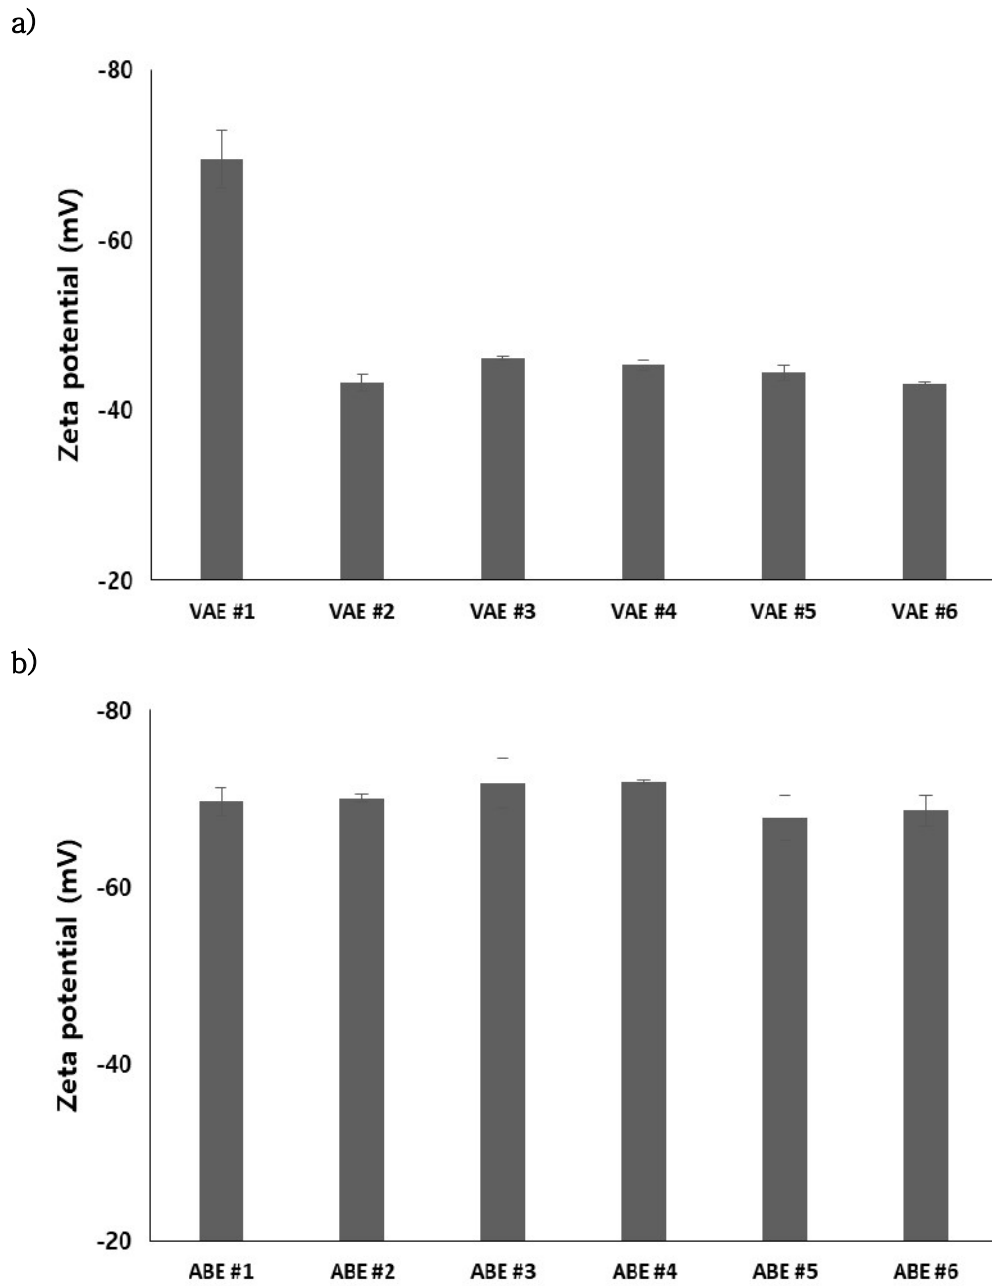 a)
-80
-60
-40
-20
Zeta potential (mV)
VAE #1 VAE #2 VAE #3 VAE #4 VAE #5 VAE #6
b)
-80
-60
-40
-20
Zeta potential (mV)
ABE #1 ABE #2 ABE #3 ABE #4 ABE #5 ABE #6